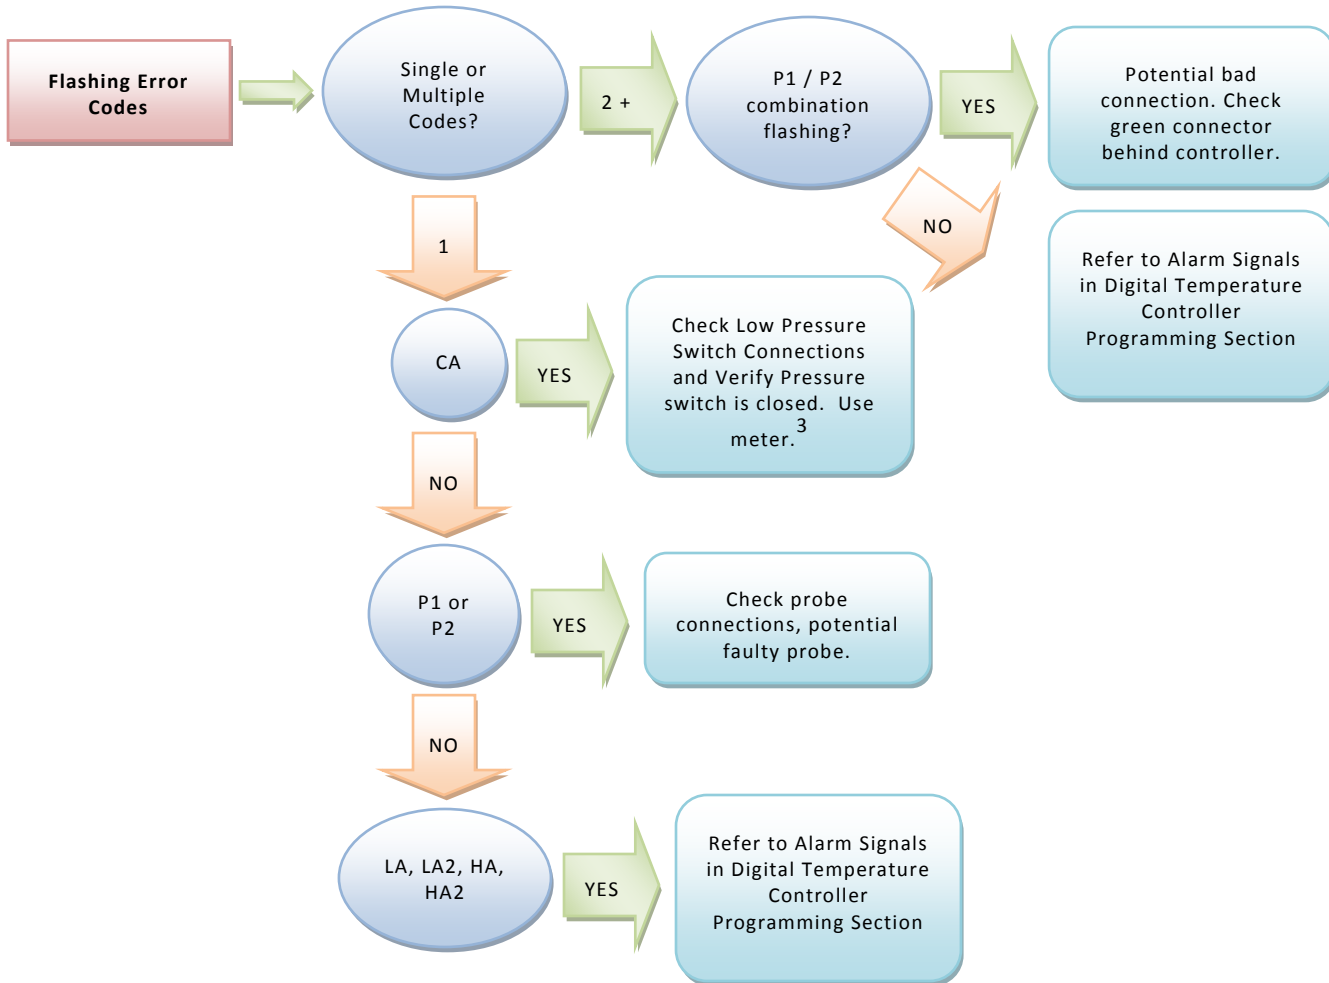 Flashing Error
Codes
Single or
Multiple
Codes?
2 +
P1 / P2
combination
flashing?
YES
Potential bad
connection. Check
green connector
behind controller.
NO
Refer to Alarm Signals
in Digital Temperature
Controller
Programming Section
1
CA
YES
Check Low Pressure
Switch Connections
and Verify Pressure
switch is closed. Use
meter.3
NO
P1 or
P2
YES
Check probe
connections, potential
faulty probe.
NO
LA, LA2, HA,
HA2
YES
Refer to Alarm Signals
in Digital Temperature
Controller
Programming Section